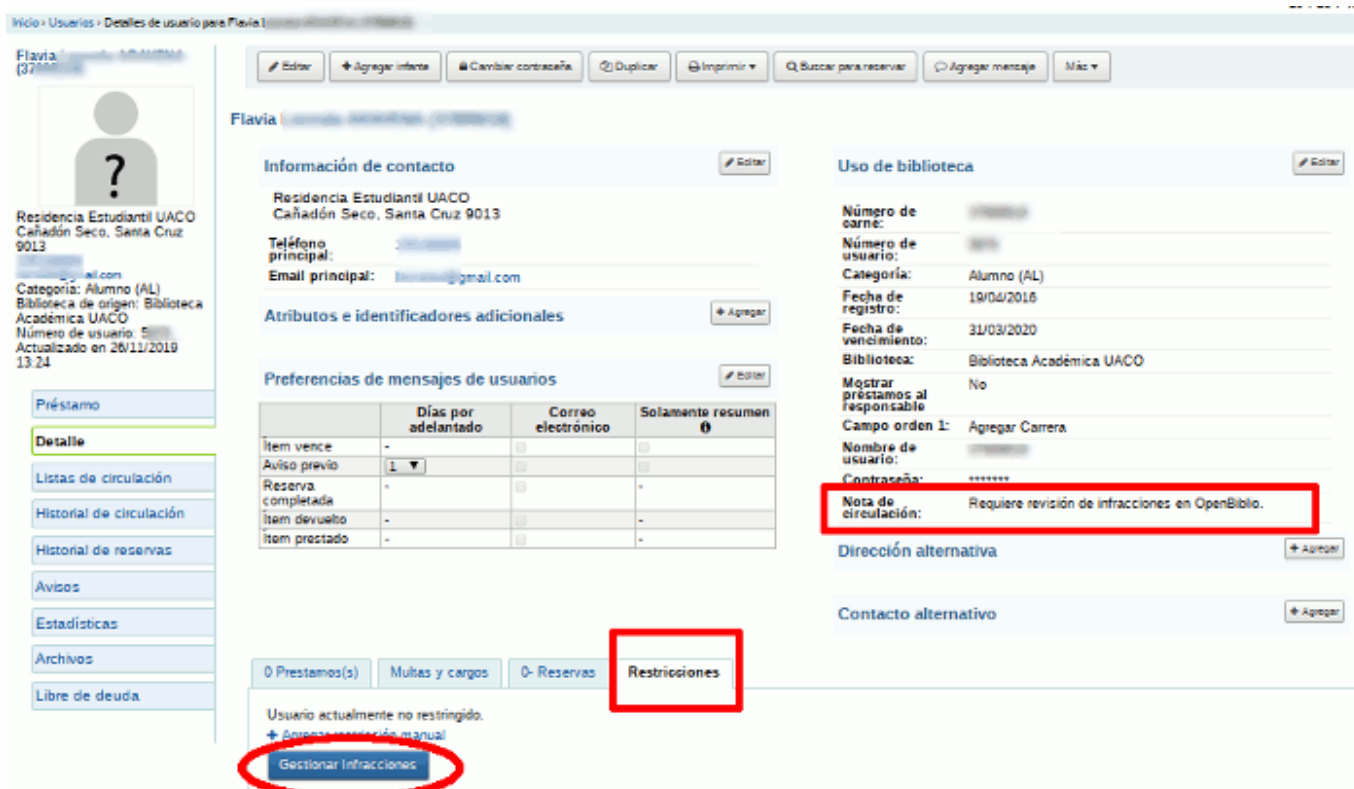 Inicio › Usuarios › Detalles de usuario para Flavia
Flavia
(37
Residencia Estudiantil UACO
Cañadón Seco, Santa Cruz
9013
ail.com
Categoría: Alumno (AL)
Biblioteca de origen: Biblioteca
Académica UACO
Número de usuario: 5
Actualizado en 26/11/2019
13:24
Préstamo
Detalle
Listas de circulación
Historial de circulación
Historial de reservas
Avisos
Estadísticas
Archivos
Libre de deuda
Editar
+ Agregar infante
Cambiar contraseña
Duplicar
Imprimir ▾
Buscar para reservar
Agregar mensaje
Más ▾
Flavia
Información de contacto
Editar
Residencia Estudiantil UACO
Cañadón Seco, Santa Cruz 9013
Teléfono
principal:
Email principal: gmail.com
Atributos e identificadores adicionales
+ Agregar
Preferencias de mensajes de usuarios
Editar
Días por adelantado Correo electrónico Solamente resumen
Ítem vence - 
Aviso previo 1 ▼
Reserva completada - -
Ítem devuelto - -
Ítem prestado - -
Uso de biblioteca
Editar
Número de carné:
Número de usuario:
Categoría: Alumno (AL)
Fecha de registro: 19/04/2016
Fecha de vencimiento: 31/03/2020
Biblioteca: Biblioteca Académica UACO
Mostrar préstamos al responsable No
Campo orden 1: Agregar Carrera
Nombre de usuario:
Contraseña: *******
Nota de circulación: Requiere revisión de infracciones en OpenBiblio.
Dirección alternativa
+ Agregar
Contacto alternativo
+ Agregar
0 Prestamos(s)
Multas y cargos
0- Reservas
Restricciones
Usuario actualmente no restringido.
+ Agregar restricción manual
Gestionar Infracciones